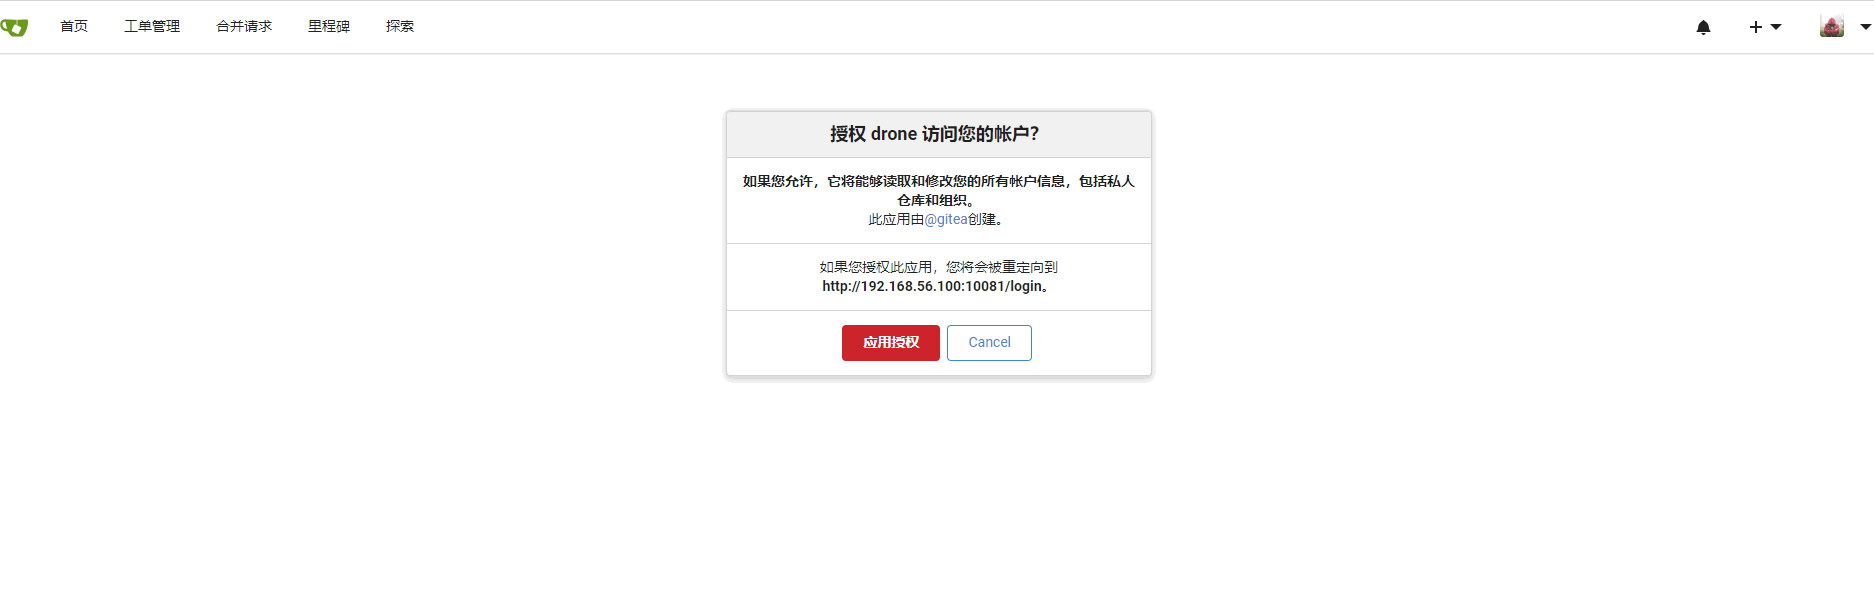 首页 工单管理 合并请求 里程碑 探索
授权 drone 访问您的帐户？
如果您允许，它将能够读取和修改您的所有帐户信息，包括私人
仓库和组织。
此应用由@gitea创建。
如果您授权此应用，您将会被重定向到
http://192.168.56.100:10081/login。
应用授权 Cancel